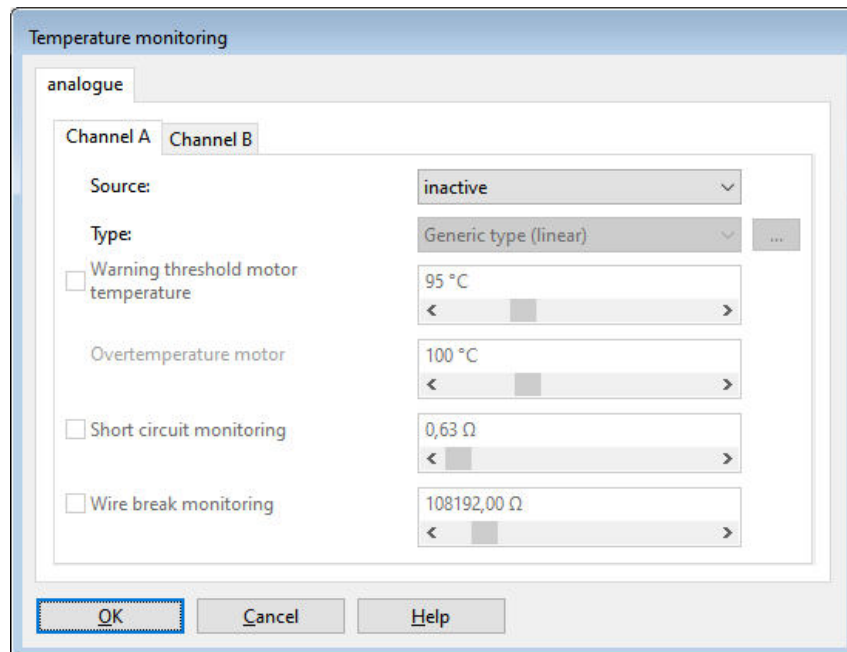 Temperature monitoring
analogue
Channel A Channel B
Source: inactive
Type: Generic type (linear) ...
Warning threshold motor
temperature
95 °C
Overtemperature motor 100 °C
Short circuit monitoring 0,63 Ω
Wire break monitoring 108192,00 Ω
OK Cancel Help